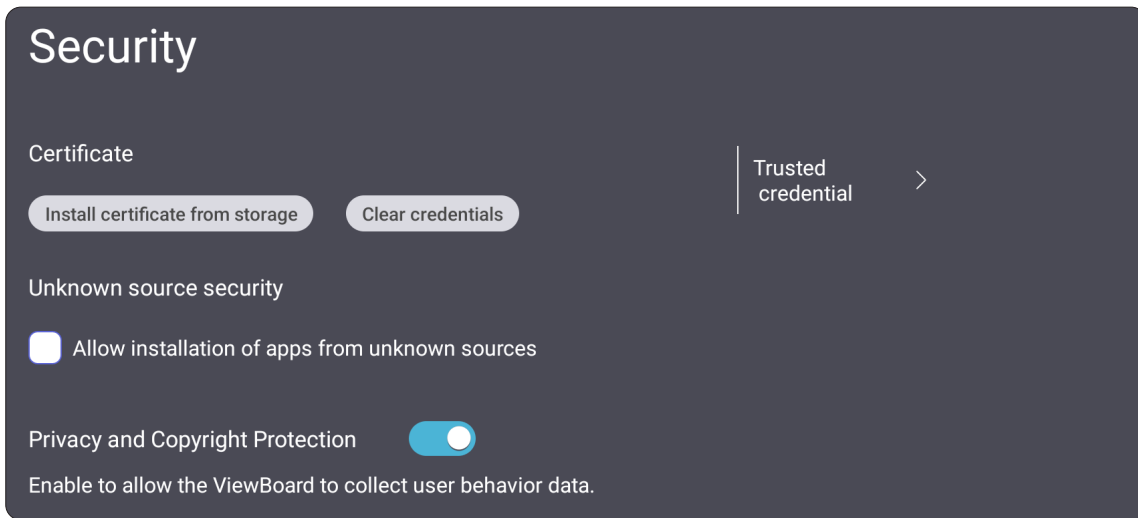 Security
Certificate
Trusted
credential
Install certificate from storage
Clear credentials
Unknown source security
Allow installation of apps from unknown sources
Privacy and Copyright Protection
Enable to allow the ViewBoard to collect user behavior data.